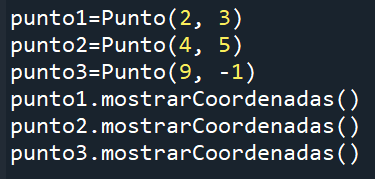 punto1=Punto(2, 3)
punto2=Punto(4, 5)
punto3=Punto(9, -1)
punto1.mostrarCoordenadas()
punto2.mostrarCoordenadas()
punto3.mostrarCoordenadas()